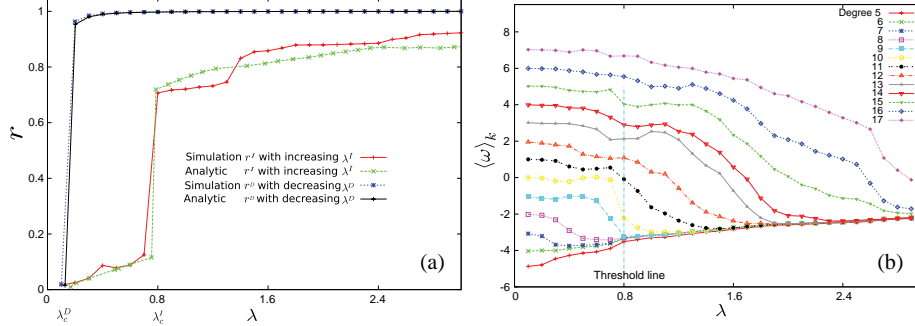 1
0.8
0.6
0.4
0.2
0
r
Simulation r^I with increasing λ^I
Analytic r^I with increasing λ^I
Simulation r^D with decreasing λ^D
Analytic r^D with decreasing λ^D
(a)
λ_c^D
λ_c^I
0.8
1.6
2.4
λ
8
6
4
2
0
-2
-4
-6
⟨ω⟩_k
Degree 5
6
7
8
9
10
11
12
13
14
15
16
17
Threshold line
(b)
0.0
0.8
1.6
2.4
λ